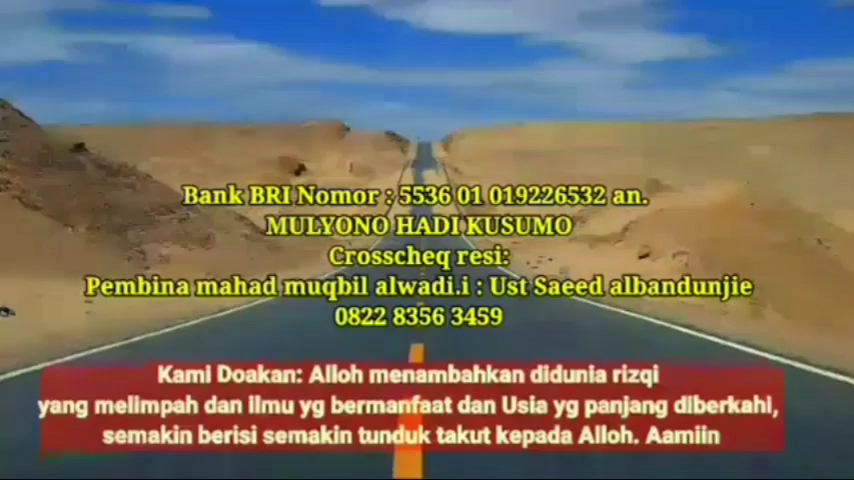 Bank BRI Nomor : 5536 01 019226532 an.
MULYONO HADI KUSUMO
Crosscheq resi:
Pembina mahad muqbil alwadi.i : Ust Saeed albandunjie
0822 8356 3459
Kami Doakan: Alloh menambahkan didunia rizqi
yang melimpah dan ilmu yg bermanfaat dan Usia yg panjang diberkahi,
semakin berisi semakin tunduk takut kepada Alloh. Aamiin